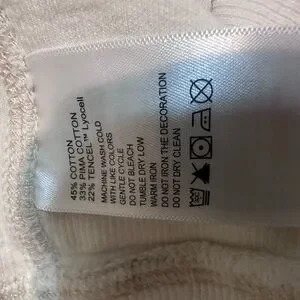 45% COTTON
33% PIMA COTTON
22% TENCEL™ Lyocell
MACHINE WASH COLD
WITH LIKE COLORS
GENTLE CYCLE
DO NOT BLEACH
TUMBLE DRY LOW
WARM IRON
DO NOT IRON THE DECORATION
DO NOT DRY CLEAN